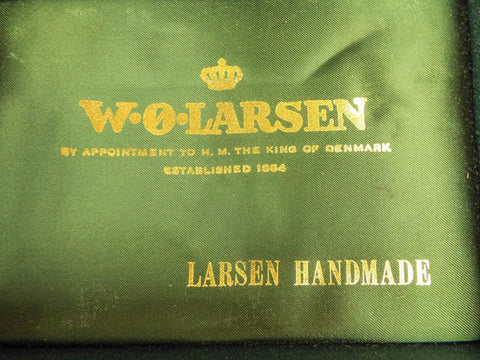 W·Ø·LARSEN
BY APPOINTMENT TO H. M. THE KING OF DENMARK
ESTABLISHED 1864
LARSEN HANDMADE